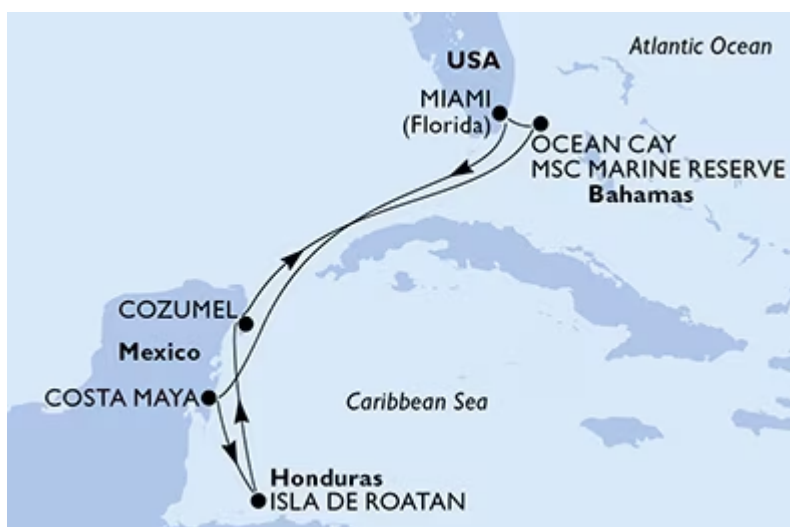 Atlantic Ocean
USA
MIAMI
(Florida)
OCEAN CAY
MSC MARINE RESERVE
Bahamas
COZUMEL
Mexico
COSTA MAYA
Caribbean Sea
Honduras
ISLA DE ROATAN